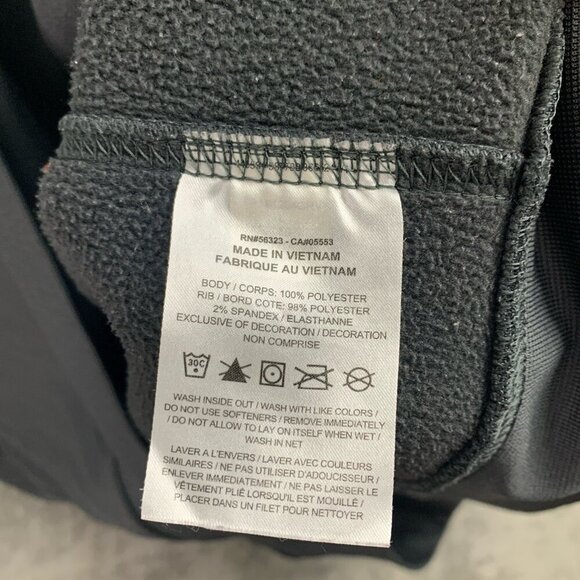 RN#56323 - CA#05553
MADE IN VIETNAM
FABRIQUE AU VIETNAM
BODY / CORPS: 100% POLYESTER
RIB / BORD COTE: 98% POLYESTER
2% SPANDEX / ELASTHANNE
EXCLUSIVE OF DECORATION / DECORATION
NON COMPRISE
30C
WASH INSIDE OUT / WASH WITH LIKE COLORS /
DO NOT USE SOFTENERS / REMOVE IMMEDIATELY
/ DO NOT ALLOW TO LAY ON ITSELF WHEN WET /
WASH IN NET
LAVER A L'ENVERS / LAVER AVEC COULEURS
SIMILAIRES / NE PAS UTILISER D'ADOUCISSEUR /
ENLEVER IMMEDIATEMENT / NE PAS LAISSER LE
VÊTEMENT PLIÉ LORSQU'IL EST MOUILLÉ /
PLACER DANS UN FILET POUR NETTOYER